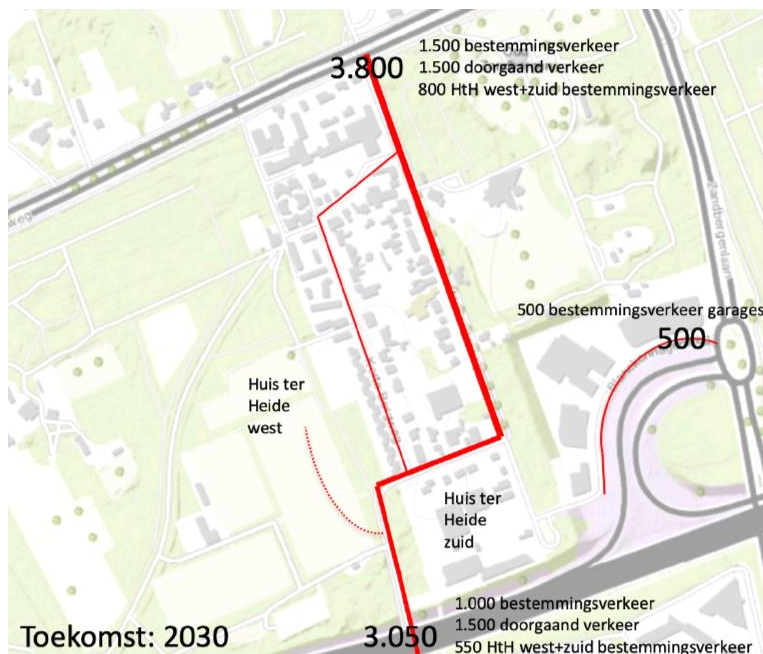 3.800
1.500 bestemmingsverkeer
1.500 doorgaand verkeer
800 HtH west+zuid bestemmingsverkeer
weg
Zandbergenlaan
500 bestemmingsverkeer garages
500
Huis ter
Heide
west
Huis ter
Heide
zuid
1.000 bestemmingsverkeer
1.500 doorgaand verkeer
550 HtH west+zuid bestemmingsverkeer
Toekomst: 2030
3.050